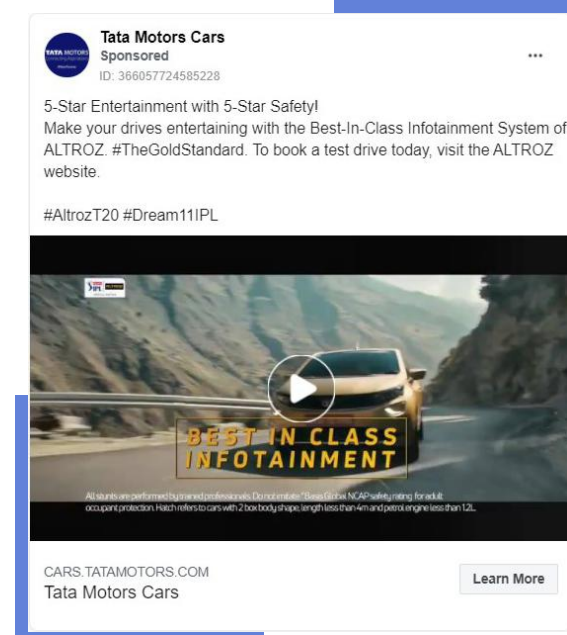 Tata Motors Cars
TATA MOTORS
Sponsored
...
ID: 366057724585228
5-Star Entertainment with 5-Star Safety!
Make your drives entertaining with the Best-In-Class Infotainment System of
ALTROZ. #TheGoldStandard. To book a test drive today, visit the ALTROZ
website.
#AltrozT20 #Dream11IPL
IPL
BEST IN CLASS
INFOTAINMENT
All stunts are performed by trained professionals. Do not imitate *Basis Global NCAP safety rating for adult
occupant protection. Hatch refers to cars with 2 box body shape, length less than 4m and petrol engine less than 1.2L.
CARS.TATAMOTORS.COM
Tata Motors Cars
Learn More